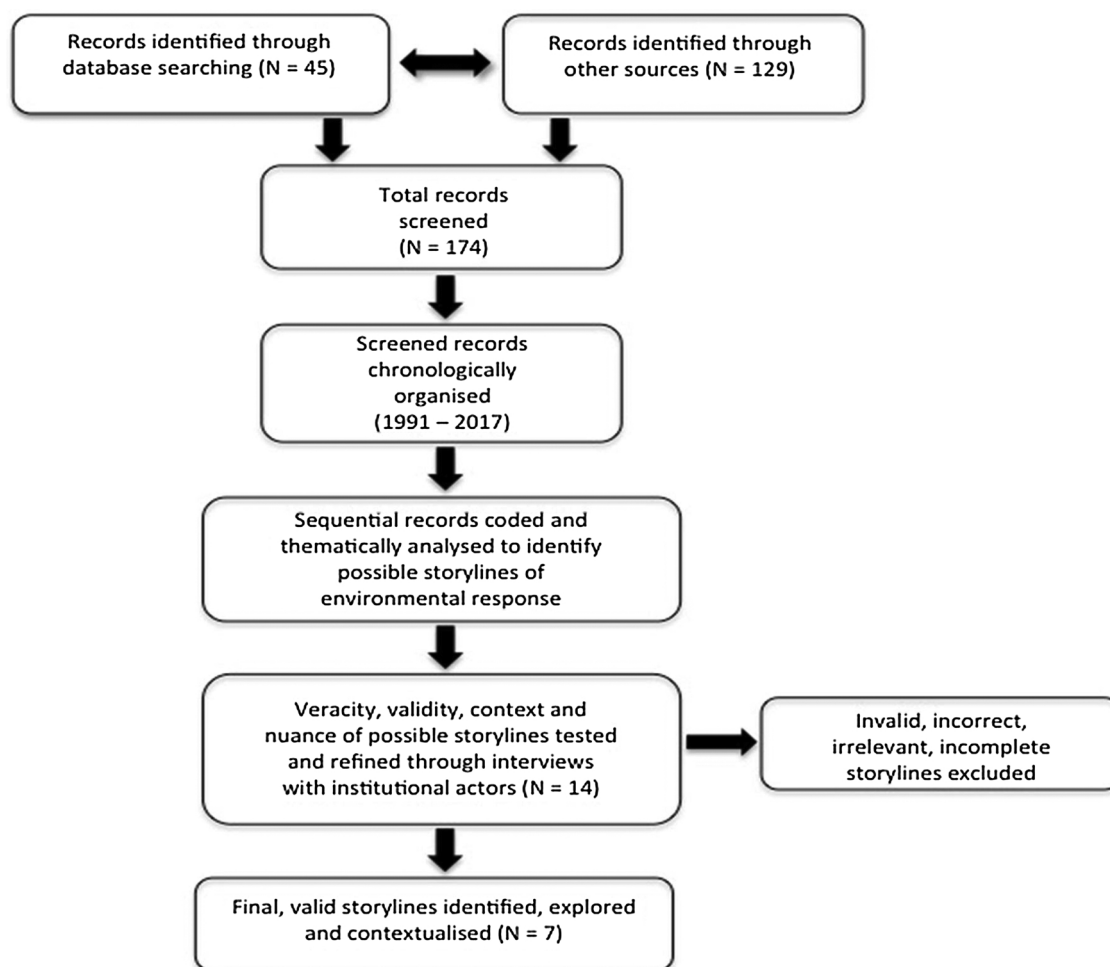 Records identified through
database searching (N = 45)
Records identified through
other sources (N = 129)
Total records
screened
(N = 174)
Screened records
chronologically
organised
(1991 – 2017)
Sequential records coded and
thematically analysed to identify
possible storylines of
environmental response
Veracity, validity, context and
nuance of possible storylines tested
and refined through interviews
with institutional actors (N = 14)
Invalid, incorrect,
irrelevant, incomplete
storylines excluded
Final, valid storylines identified, explored
and contextualised (N = 7)